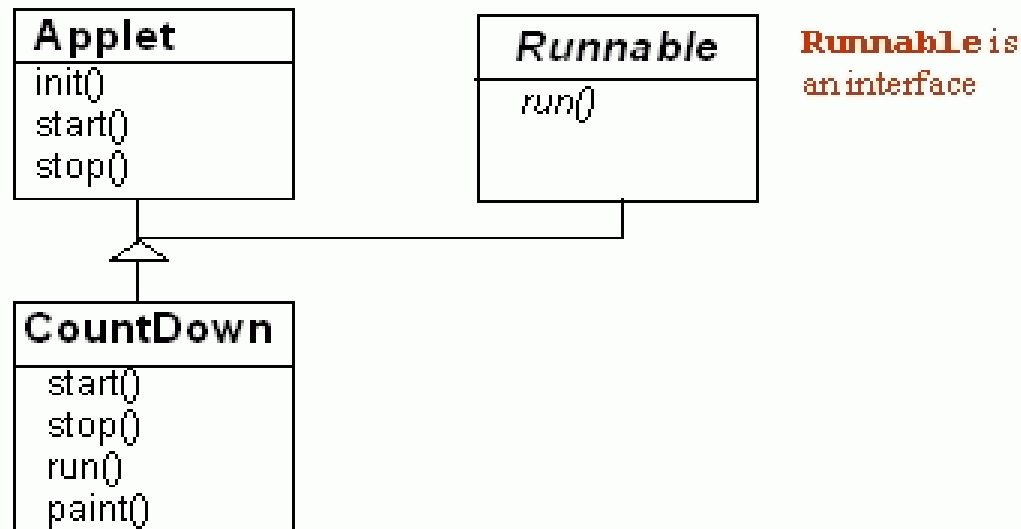 Applet
init()
start()
stop()
Runnable
run()
Runnable is
an interface
CountDown
start()
stop()
run()
paint()